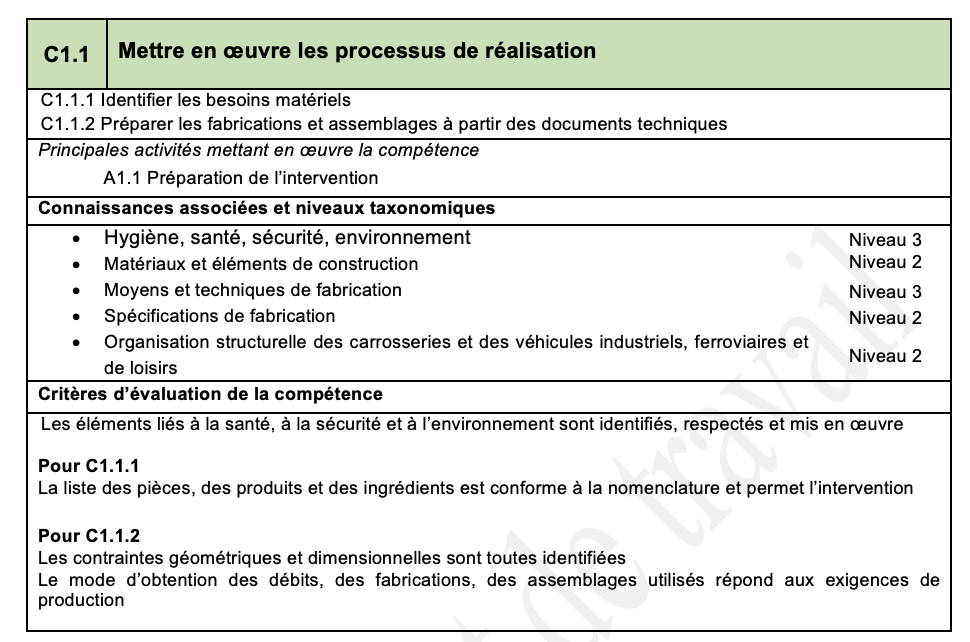 C1.1 Mettre en œuvre les processus de réalisation
C1.1.1 Identifier les besoins matériels
C1.1.2 Préparer les fabrications et assemblages à partir des documents techniques
Principales activités mettant en œuvre la compétence
A1.1 Préparation de l’intervention
Connaissances associées et niveaux taxonomiques
• Hygiène, santé, sécurité, environnement Niveau 3
• Matériaux et éléments de construction Niveau 2
• Moyens et techniques de fabrication Niveau 3
• Spécifications de fabrication Niveau 2
• Organisation structurelle des carrosseries et des véhicules industriels, ferroviaires et
de loisirs Niveau 2
Critères d’évaluation de la compétence
Les éléments liés à la santé, à la sécurité et à l’environnement sont identifiés, respectés et mis en œuvre
Pour C1.1.1
La liste des pièces, des produits et des ingrédients est conforme à la nomenclature et permet l’intervention
Pour C1.1.2
Les contraintes géométriques et dimensionnelles sont toutes identifiées
Le mode d’obtention des débits, des fabrications, des assemblages utilisés répond aux exigences de
production
de travail